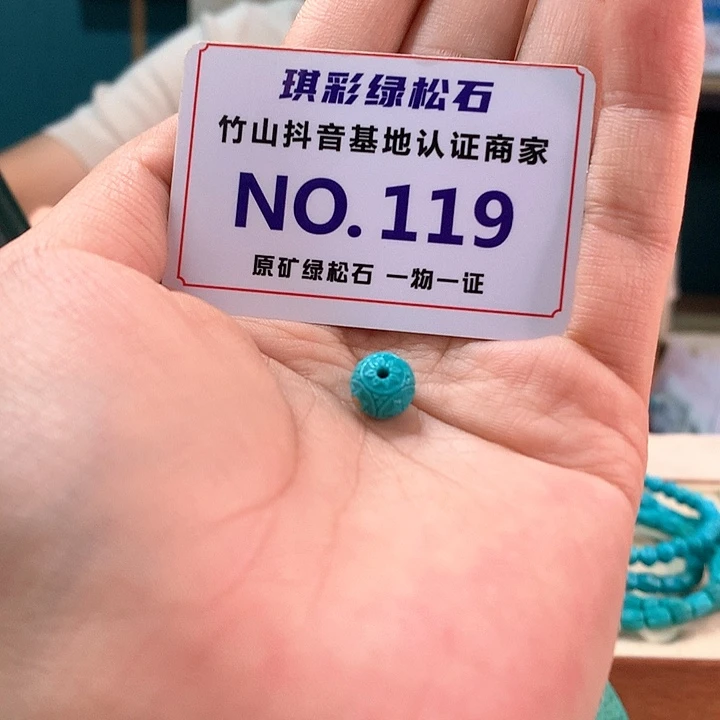 琪彩绿松石
竹山抖音基地认证商家
NO.119
原矿绿松石 一物一证